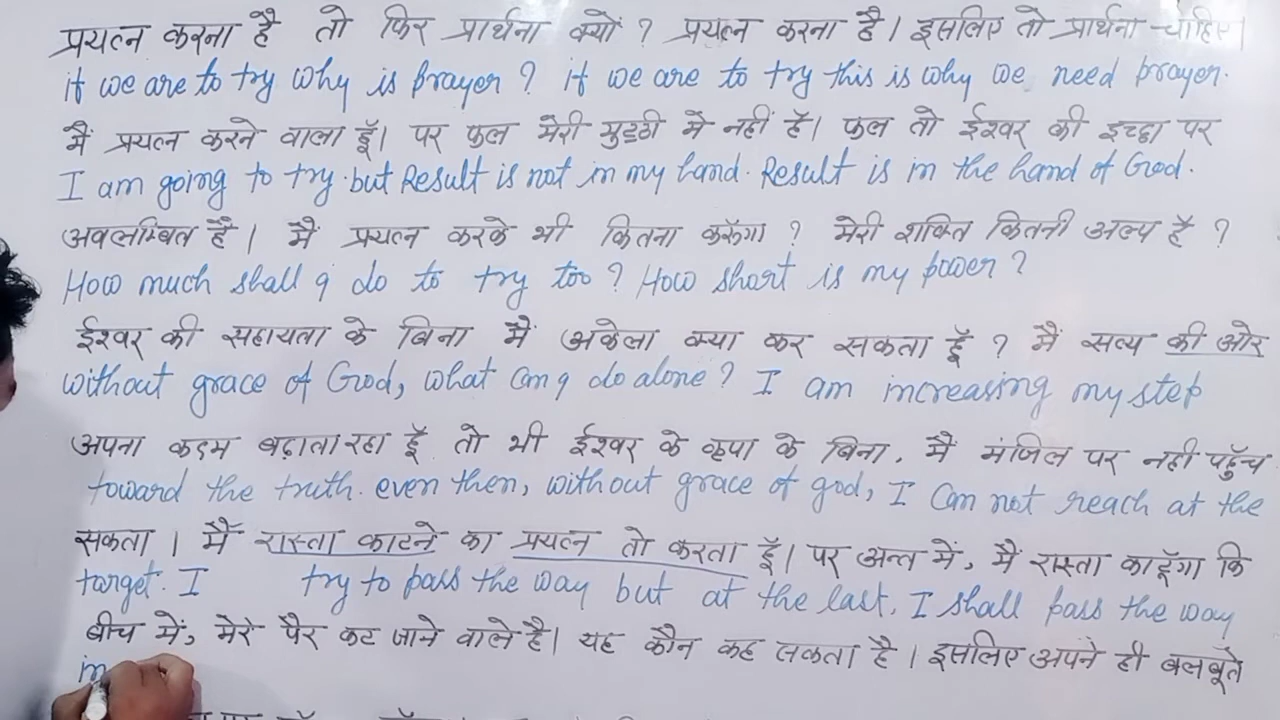 प्रयत्न करना है तो फिर प्रार्थना क्यों ? प्रयत्न करना है। इसलिए तो प्रार्थना चाहिए।
if we are to try why is prayer ? if we are to try this is why we need prayer.
मैं प्रयत्न करने वाला हूँ। पर फल मेरी मुट्ठी में नहीं है। फल तो ईश्वर की इच्छा पर
I am going to try but Result is not in my hand. Result is in the hand of God.
अवलम्बित है। मैं प्रयत्न करके भी कितना करूँगा ? मेरी शक्ति कितनी अल्प है ?
How much shall I do to try too ? How short is my power ?
ईश्वर की सहायता के बिना मैं अकेला क्या कर सकता हूँ ? मैं सत्य की ओर
without grace of God, what can I do alone ? I am increasing my step
अपना कदम बढ़ाता रहा हूँ तो भी ईश्वर के कृपा के बिना, मैं मंजिल पर नही पहुँच
toward the truth. even then, without grace of god, I Can not reach at the
सकता । मैं रास्ता काटने का प्रयत्न तो करता हूँ। पर अन्त में, मैं रास्ता काटूँगा कि
target. I try to pass the way but at the last, I shall pass the way
बीच में, मेरे पैर कट जाने वाले है। यह कौन कह सकता है । इसलिए अपने ही बलबूते
in